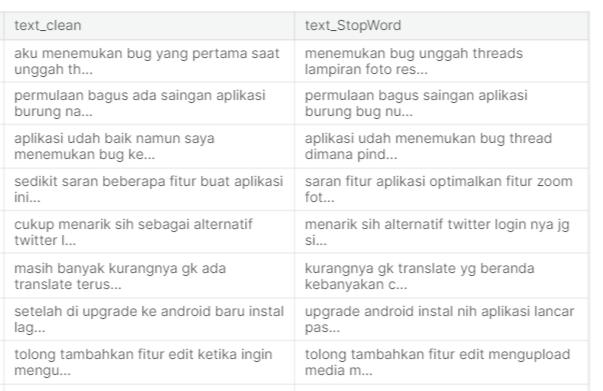 text_clean
text_StopWord
aku menemukan bug yang pertama saat
unggah th...
menemukan bug unggah threads
lampiran foto res...
permulaan bagus ada saingan aplikasi
burung na...
permulaan bagus saingan aplikasi
burung bug nu...
aplikasi udah baik namun saya
menemukan bug ke...
aplikasi udah menemukan bug thread
dimana pind...
sedikit saran beberapa fitur buat aplikasi
ini...
saran fitur aplikasi optimalkan fitur zoom
fot...
cukup menarik sih sebagai alternatif
twitter l...
menarik sih alternatif twitter login nya jg
si...
masih banyak kurangnya gk ada
translate terus...
kurangnya gk translate yg beranda
kebanyakan c...
setelah di upgrade ke android baru instal
lag...
upgrade android instal nih aplikasi lancar
pas...
tolong tambahkan fitur edit ketika ingin
mengu...
tolong tambahkan fitur edit mengupload
media m...